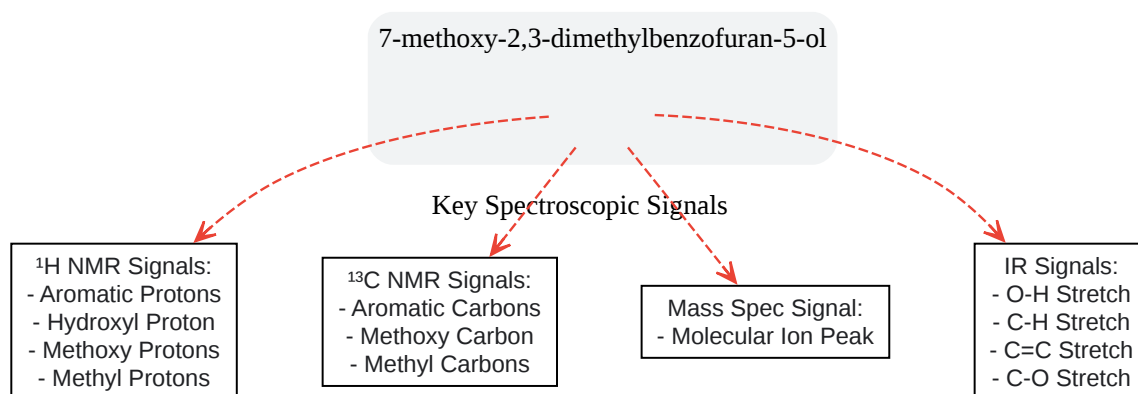 7-methoxy-2,3-dimethylbenzofuran-5-ol
Key Spectroscopic Signals
¹H NMR Signals:
- Aromatic Protons
- Hydroxyl Proton
- Methoxy Protons
- Methyl Protons
¹³C NMR Signals:
- Aromatic Carbons
- Methoxy Carbon
- Methyl Carbons
Mass Spec Signal:
- Molecular Ion Peak
IR Signals:
- O-H Stretch
- C-H Stretch
- C=C Stretch
- C-O Stretch